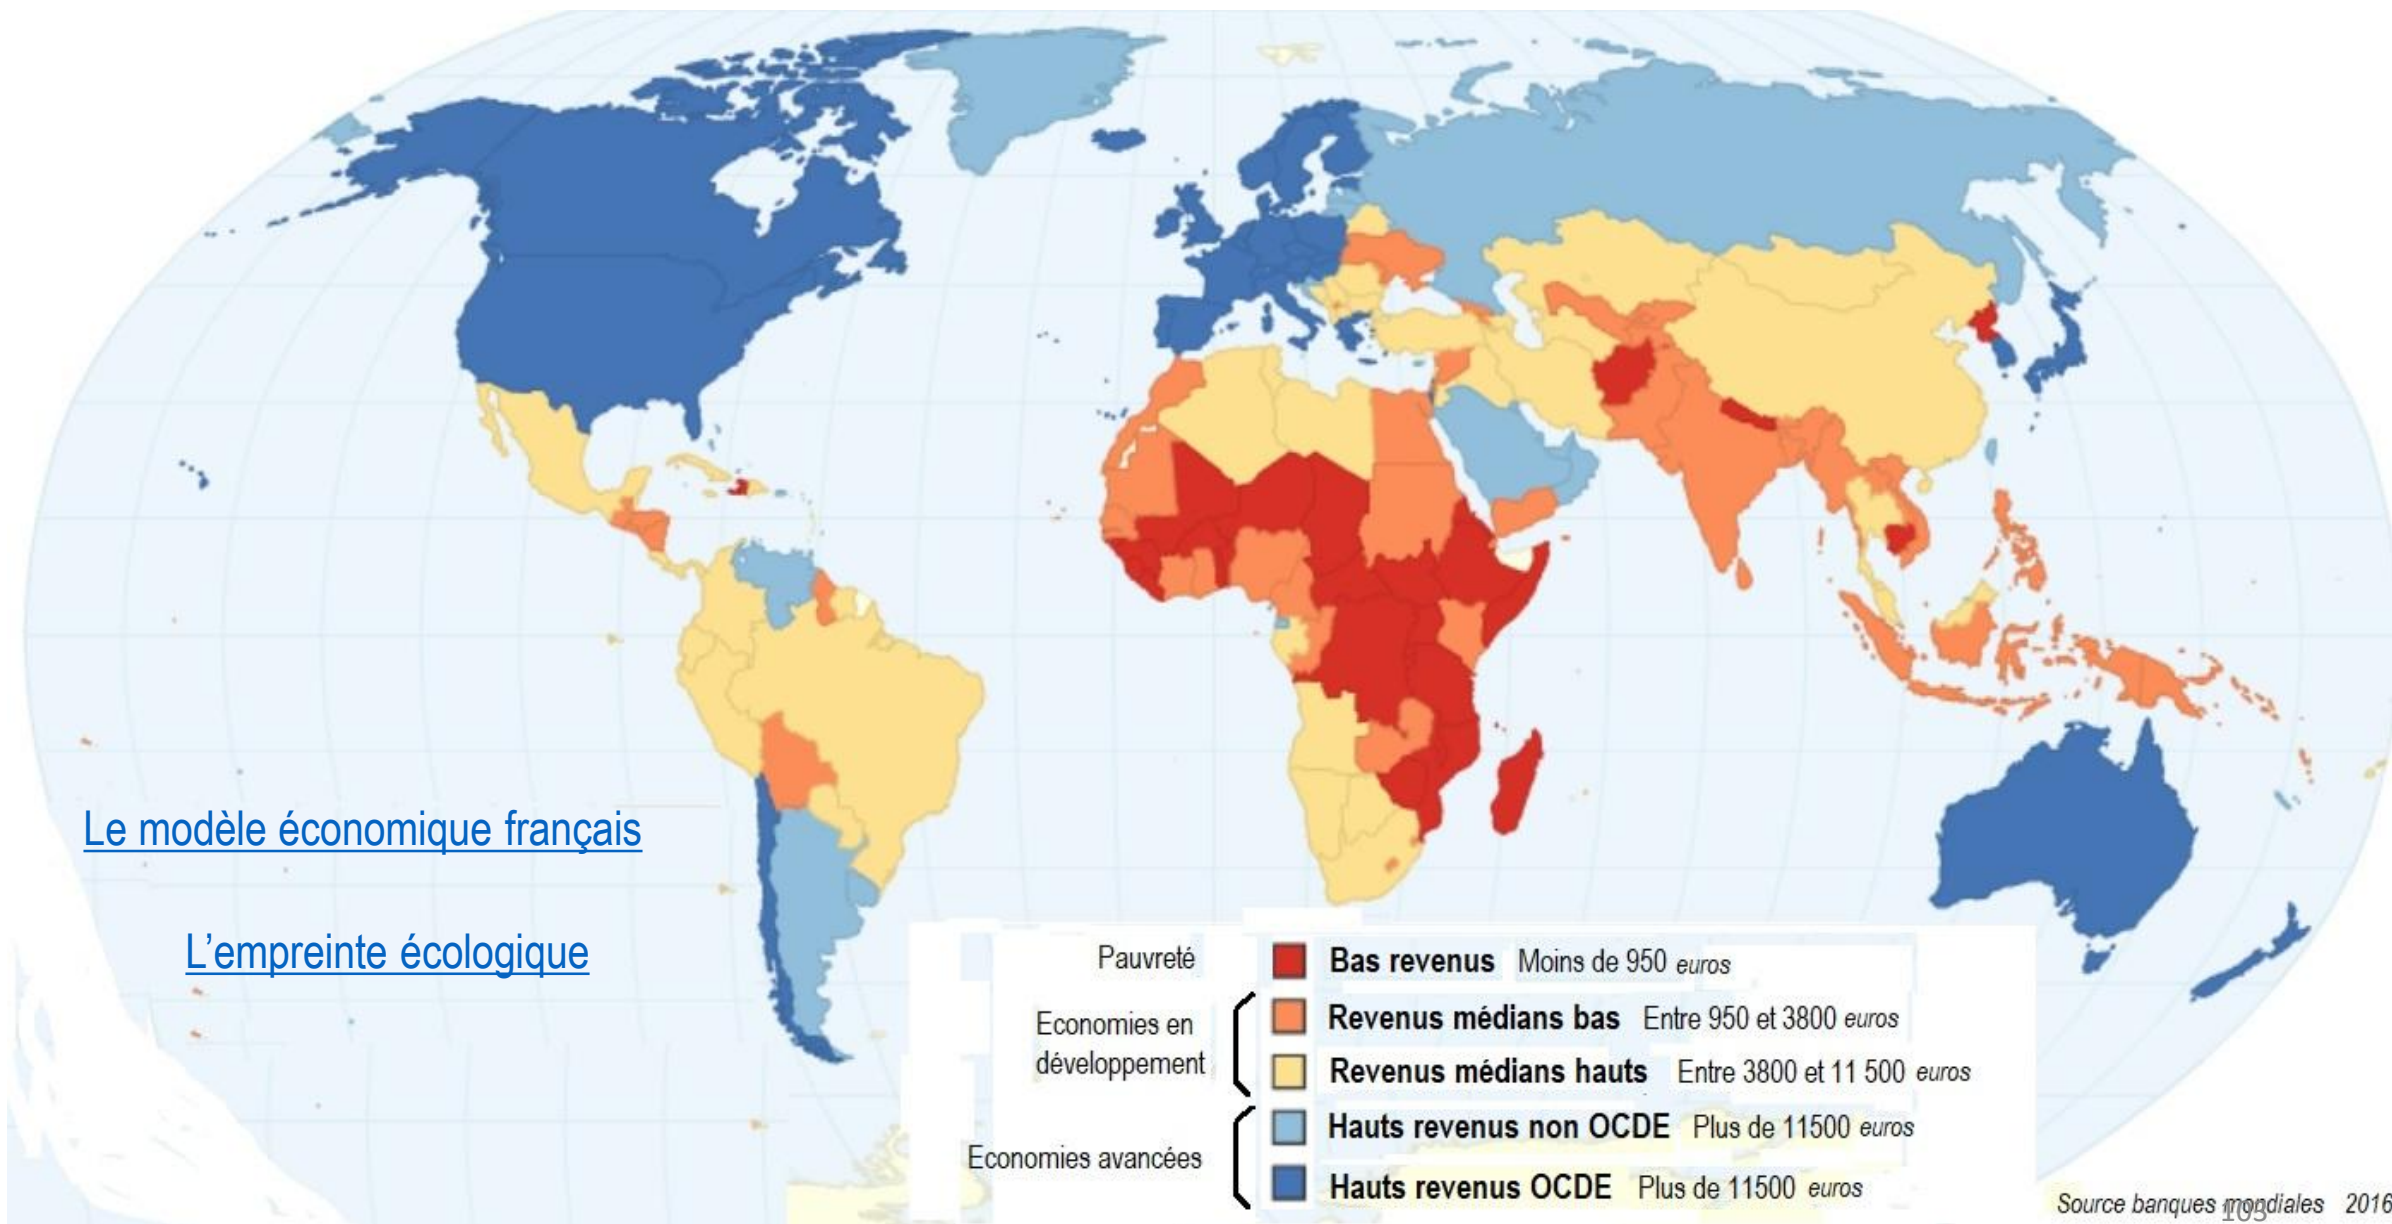 Le modèle économique français
L’empreinte écologique
Pauvreté
Bas revenus Moins de 950 euros
Economies en
développement
Revenus médians bas Entre 950 et 3800 euros
Revenus médians hauts Entre 3800 et 11 500 euros
Economies avancées
Hauts revenus non OCDE Plus de 11500 euros
Hauts revenus OCDE Plus de 11500 euros
Source banques mondiales 2016
103